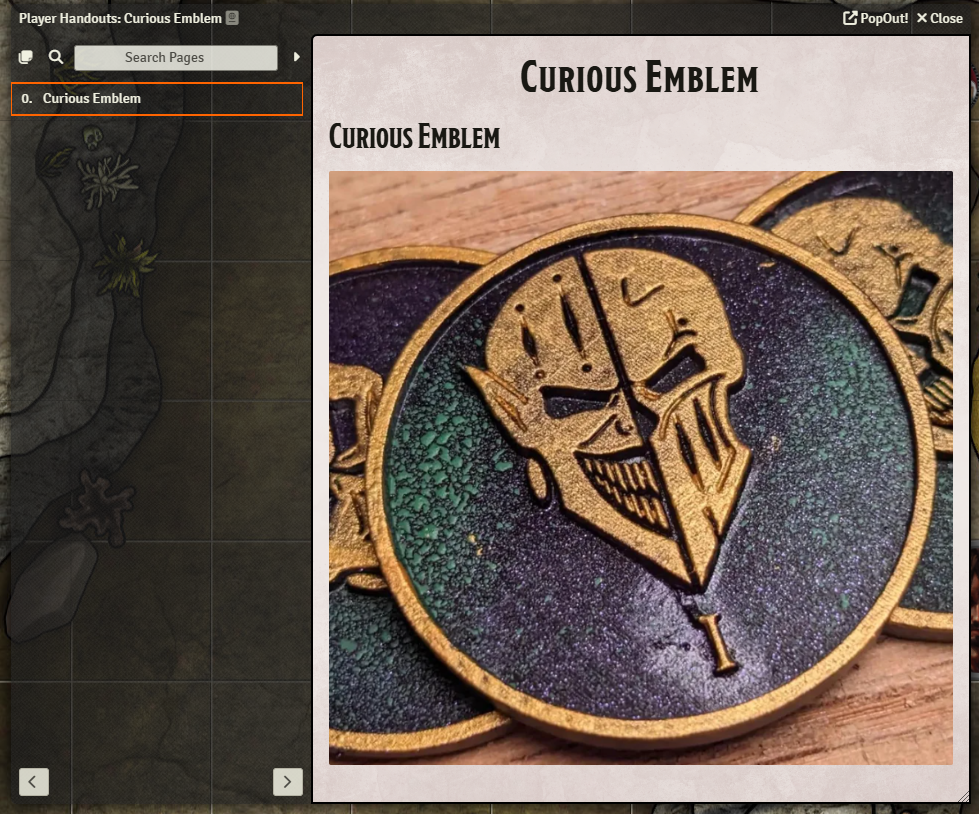 Player Handouts: Curious Emblem
PopOut!
Close
Search Pages
0. Curious Emblem
Curious Emblem
Curious Emblem